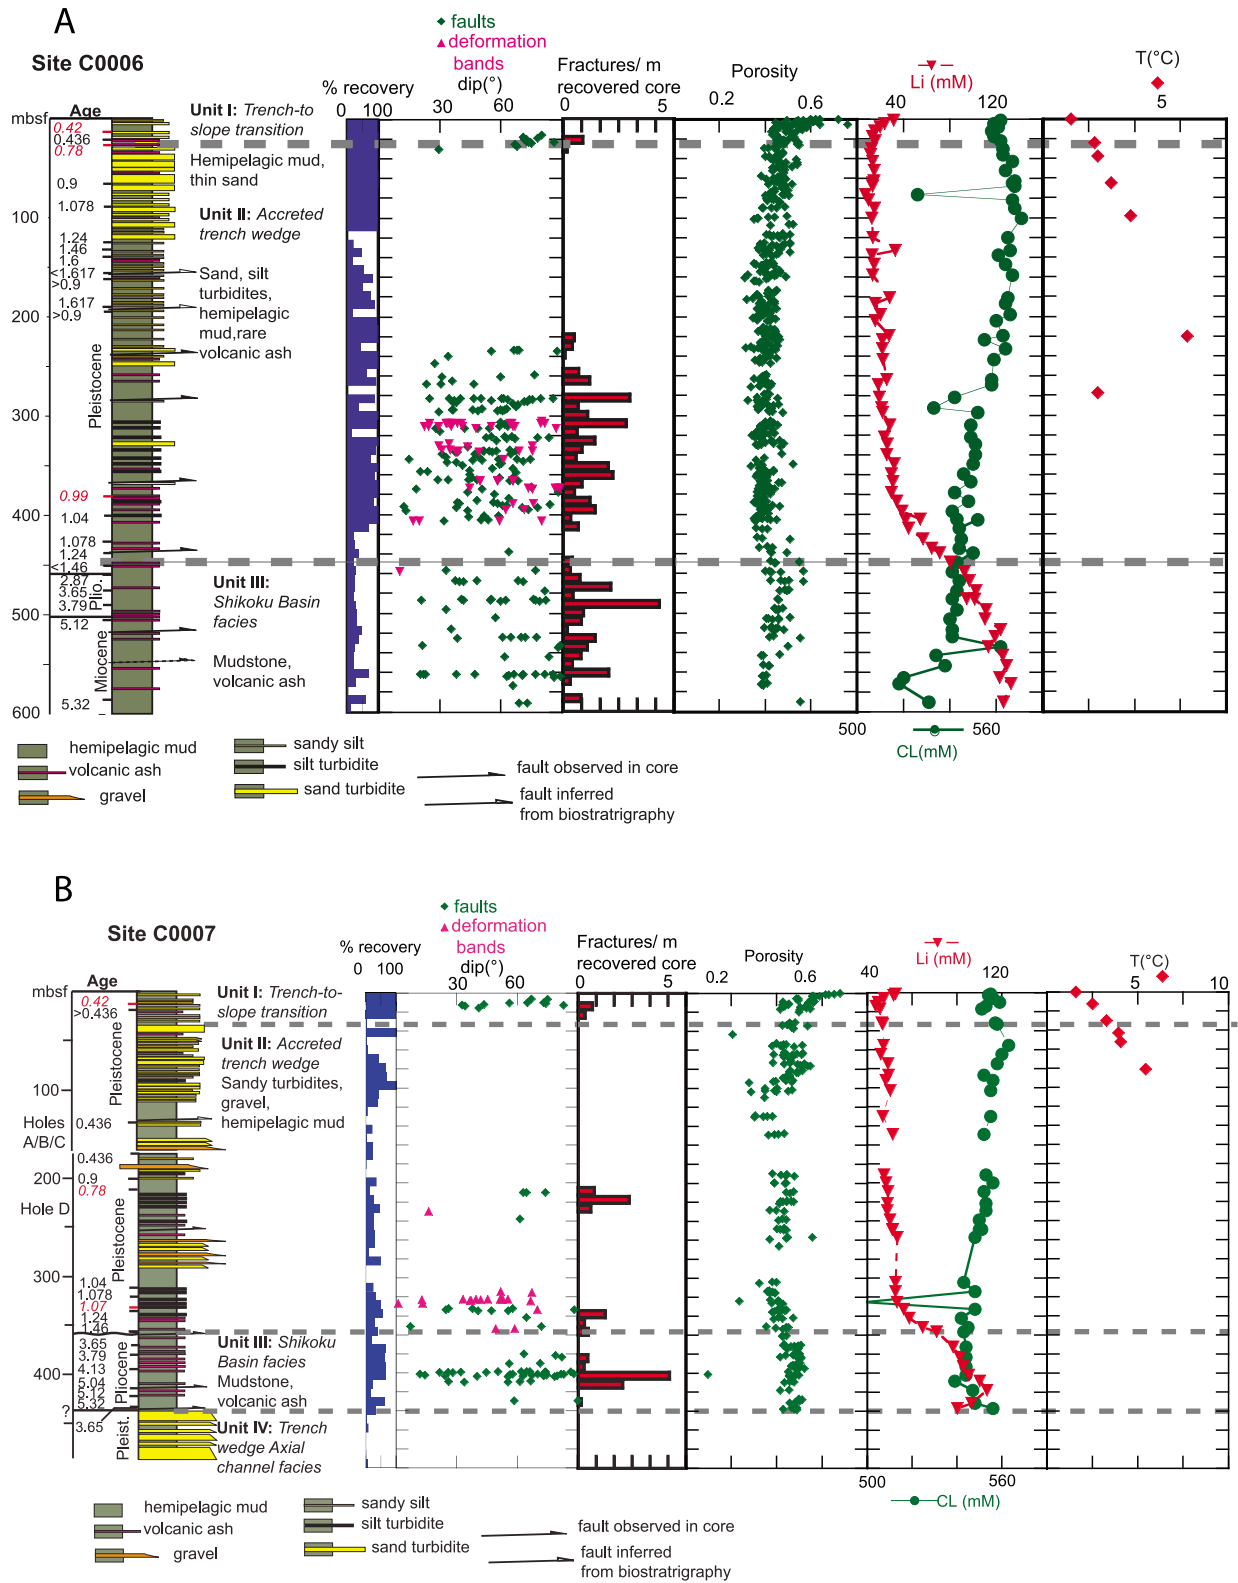 A
Site C0006
faults
deformation
bands
dip(°)
% recovery
0 100
30 60
Fractures/ m
recovered core
0 5
Porosity
0.2 0.6
Li (mM)
40 120
T(°C)
5
mbsf
Age
0.42
0.436
0.78
0.9
100
1.078
1.24
1.46
1.6
<1.617
>0.9
1.617
>0.9
200
Pleistocene
300
0.99
400
1.04
1.078
1.24
<1.46
2.87
3.65
3.79
Plio.
500
5.12
Miocene
5.32
600
Unit I: Trench-to
slope transition
Hemipelagic mud,
thin sand
Unit II: Accreted
trench wedge
Sand, silt
turbidites,
hemipelagic
mud,rare
volcanic ash
Unit III:
Shikoku Basin
facies
Mudstone,
volcanic ash
500 560
CL(mM)
hemipelagic mud
volcanic ash
gravel
sandy silt
silt turbidite
sand turbidite
fault observed in core
fault inferred
from biostratrigraphy
B
Site C0007
faults
deformation
bands
dip(°)
% recovery
0 100
30 60
Fractures/ m
recovered core
0 5
Porosity
0.2 0.6
Li (mM)
40 120
T(°C)
5 10
mbsf
Age
0.42
>0.436
Pleistocene
100
Holes
A/B/C
0.436
0.436
0.9
200
0.78
Hole D
Pleistocene
300
1.04
1.078
1.07
1.24
1.46
3.65
3.79
4.13
400
5.04
5.12
5.32
Pliocene
?
3.65
Pleist.
Unit I: Trench-to-
slope transition
Unit II: Accreted
trench wedge
Sandy turbidites,
gravel,
hemipelagic mud
Unit III: Shikoku
Basin facies
Mudstone,
volcanic ash
Unit IV: Trench
wedge Axial
channel facies
500 560
CL (mM)
hemipelagic mud
volcanic ash
gravel
sandy silt
silt turbidite
sand turbidite
fault observed in core
fault inferred
from biostratrigraphy